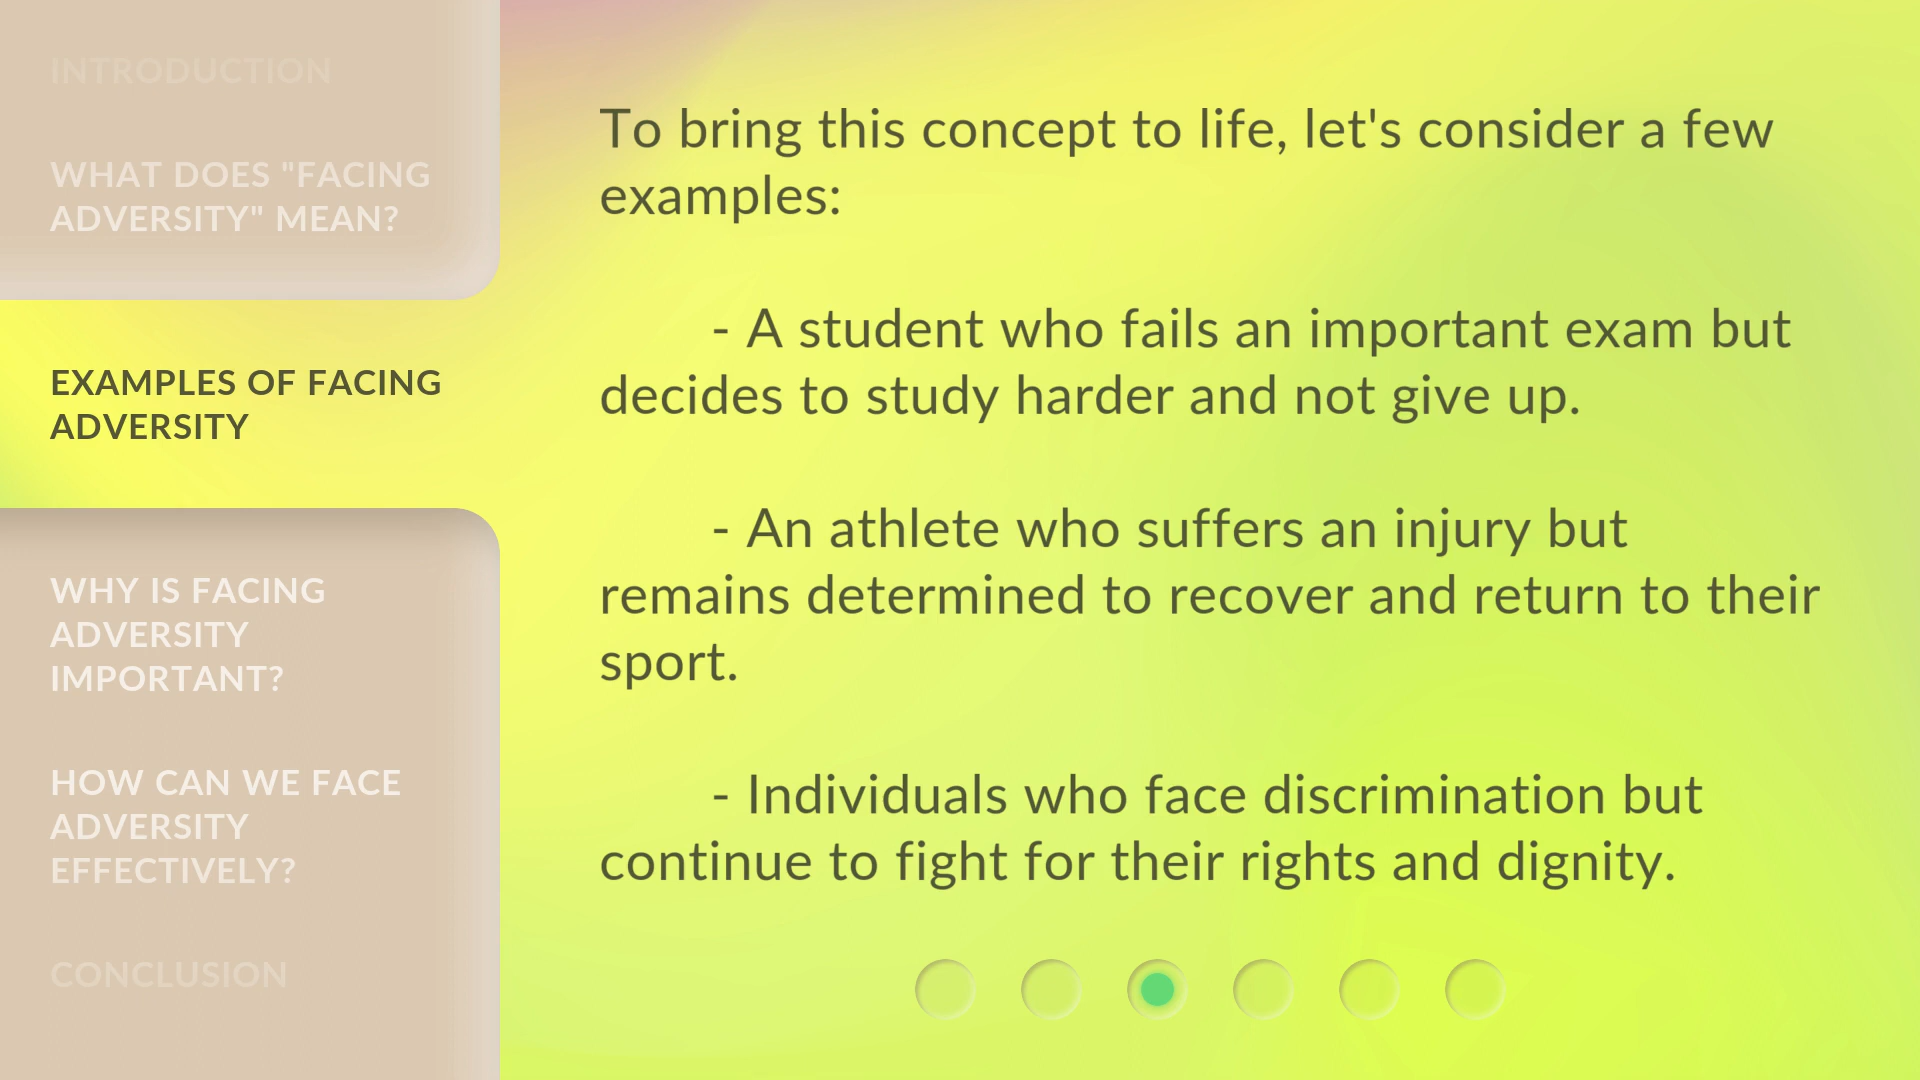 INTRODUCTION
WHAT DOES "FACING
ADVERSITY" MEAN?
EXAMPLES OF FACING
ADVERSITY
WHY IS FACING
ADVERSITY
IMPORTANT?
HOW CAN WE FACE
ADVERSITY
EFFECTIVELY?
CONCLUSION
To bring this concept to life, let's consider a few
examples:
- A student who fails an important exam but
decides to study harder and not give up.
- An athlete who suffers an injury but
remains determined to recover and return to their
sport.
- Individuals who face discrimination but
continue to fight for their rights and dignity.